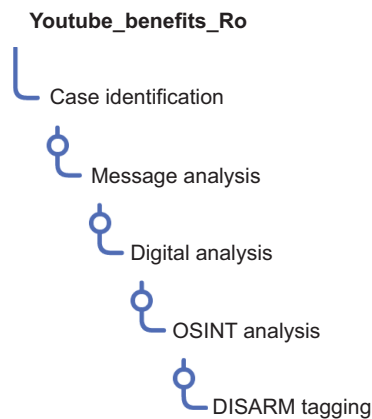 Youtube_benefits_Ro
Case identification
Message analysis
Digital analysis
OSINT analysis
DISARM tagging